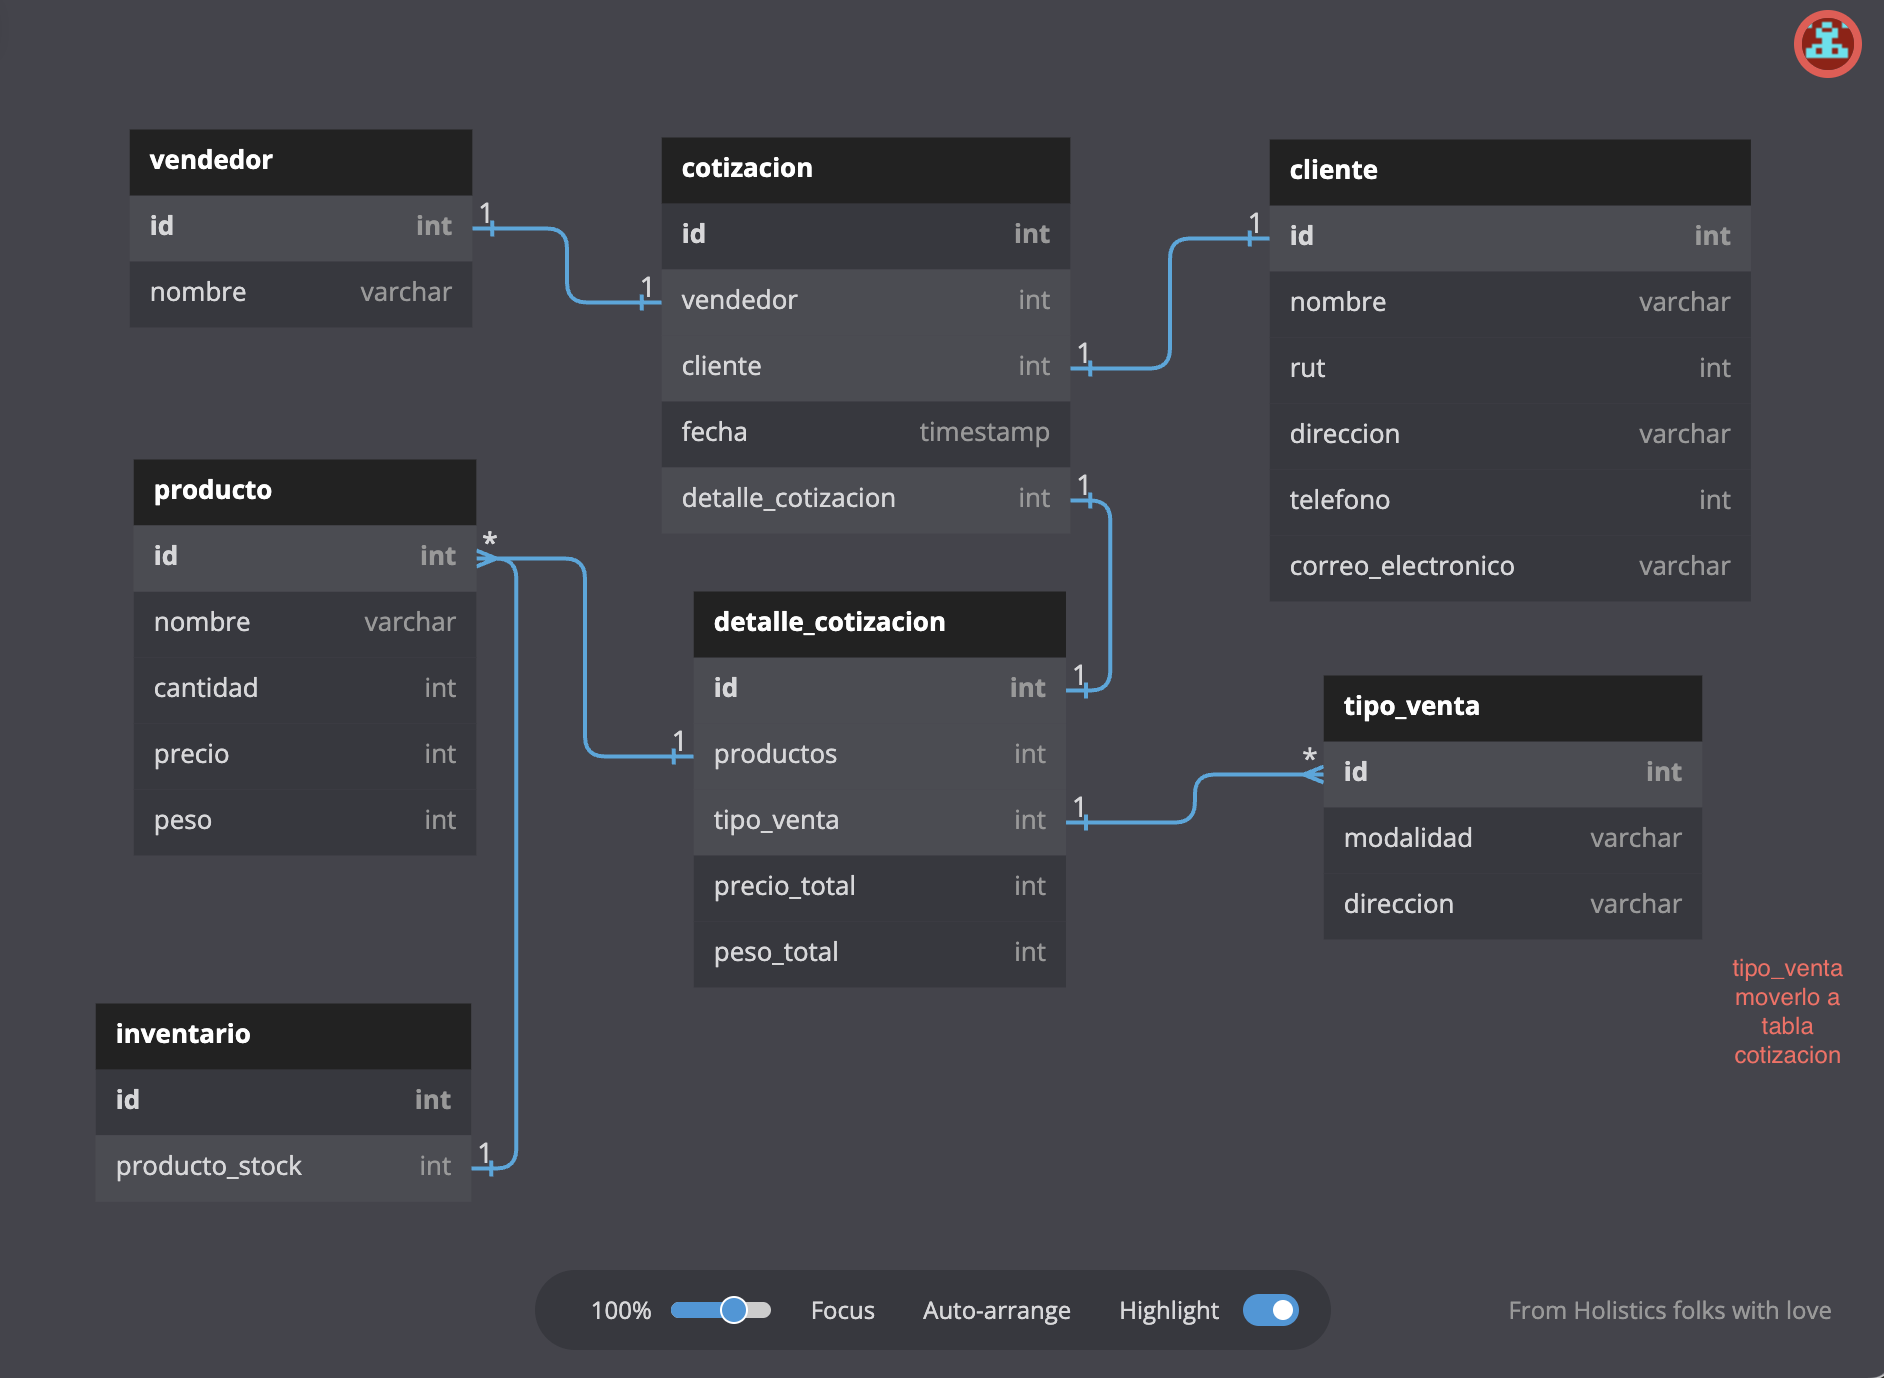 vendedor
id int
nombre varchar
1
1
cotizacion
id int
vendedor int
cliente int
fecha timestamp
detalle_cotizacion int
1
1
1
cliente
id int
nombre varchar
rut int
direccion varchar
telefono int
correo_electronico varchar
producto
id int
nombre varchar
cantidad int
precio int
peso int
*
1
detalle_cotizacion
id int
productos int
tipo_venta int
precio_total int
peso_total int
1
1
*
tipo_venta
id int
modalidad varchar
direccion varchar
tipo_venta
moverlo a
tabla
cotizacion
inventario
id int
producto_stock int
1
100% Focus Auto-arrange Highlight
From Holistics folks with love